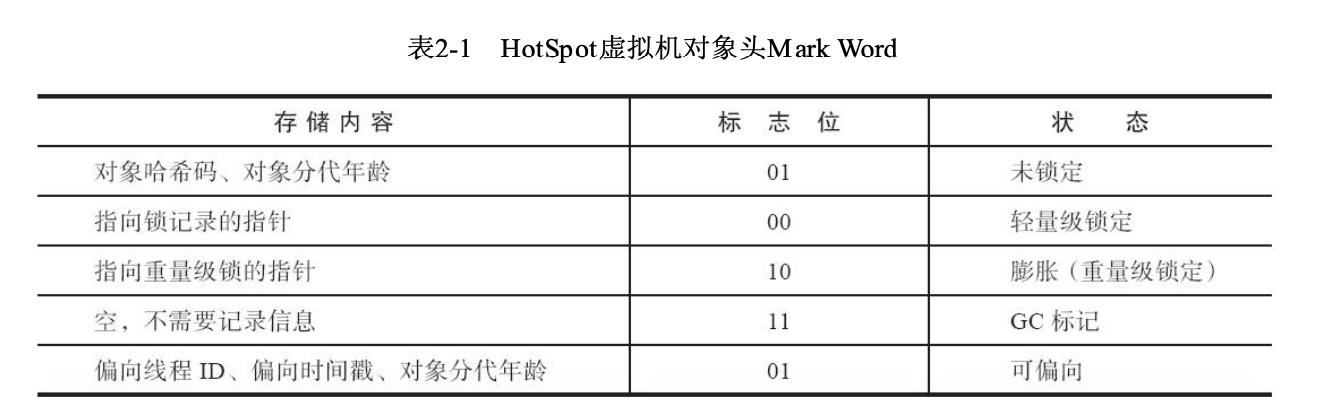 表2-1 HotSpot虚拟机对象头Mark Word
存储内容 标志位 状态
对象哈希码、对象分代年龄 01 未锁定
指向锁记录的指针 00 轻量级锁定
指向重量级锁的指针 10 膨胀（重量级锁定）
空，不需要记录信息 11 GC 标记
偏向线程 ID、偏向时间戳、对象分代年龄 01 可偏向